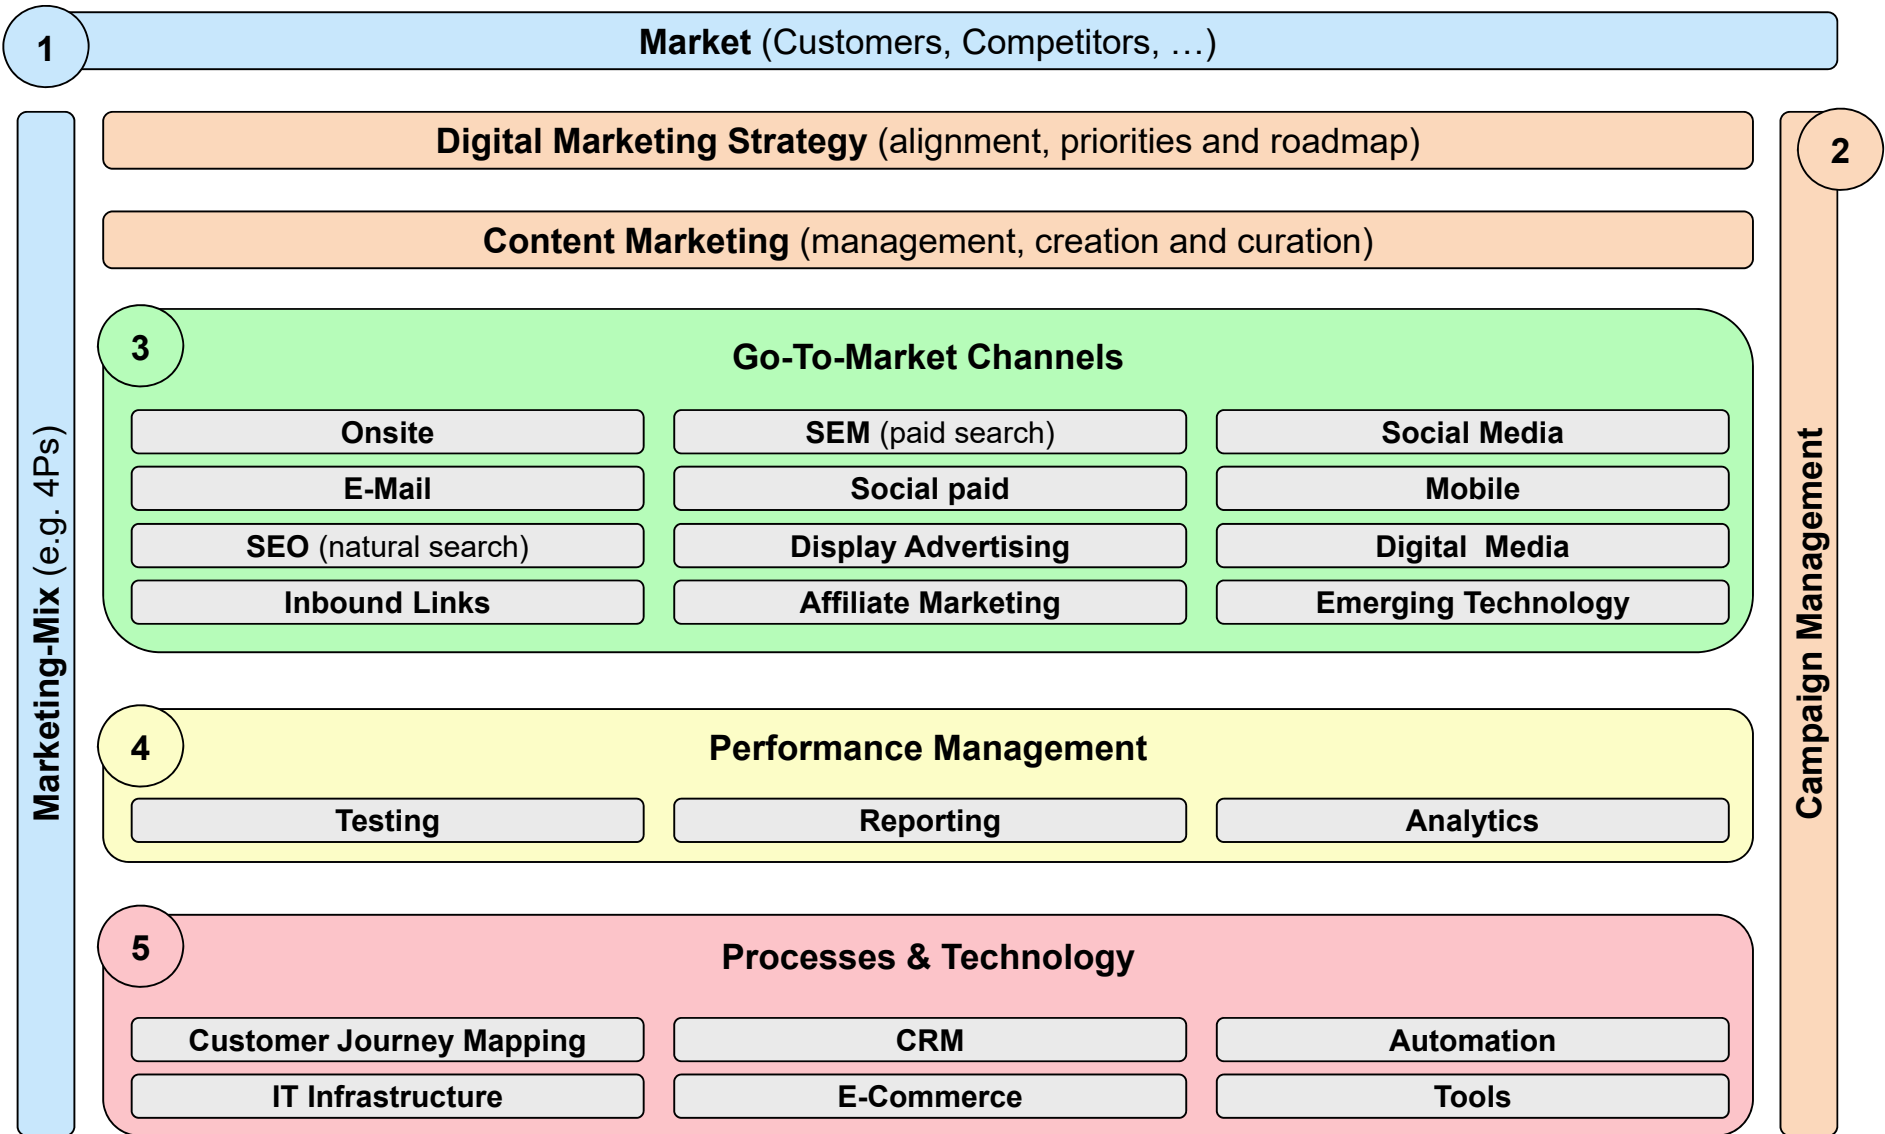 1
Market (Customers, Competitors, …)
Marketing-Mix (e.g. 4Ps)
Digital Marketing Strategy (alignment, priorities and roadmap)
2
Campaign Management
Content Marketing (management, creation and curation)
3
Go-To-Market Channels
Onsite
SEM (paid search)
Social Media
E-Mail
Social paid
Mobile
SEO (natural search)
Display Advertising
Digital Media
Inbound Links
Affiliate Marketing
Emerging Technology
4
Performance Management
Testing
Reporting
Analytics
5
Processes & Technology
Customer Journey Mapping
CRM
Automation
IT Infrastructure
E-Commerce
Tools